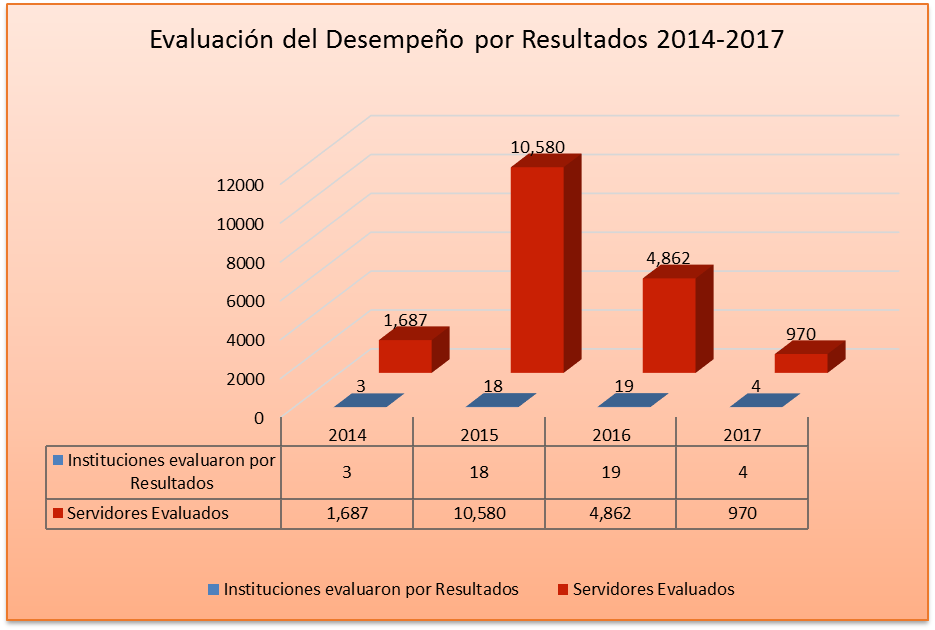 Evaluación del Desempeño por Resultados 2014-2017
12000
10000
8000
6000
4000
2000
0
1,687
10,580
4,862
970
3
18
19
4
2014 2015 2016 2017
Instituciones evaluaron por
Resultados
3 18 19 4
Servidores Evaluados 1,687 10,580 4,862 970
Instituciones evaluaron por Resultados Servidores Evaluados